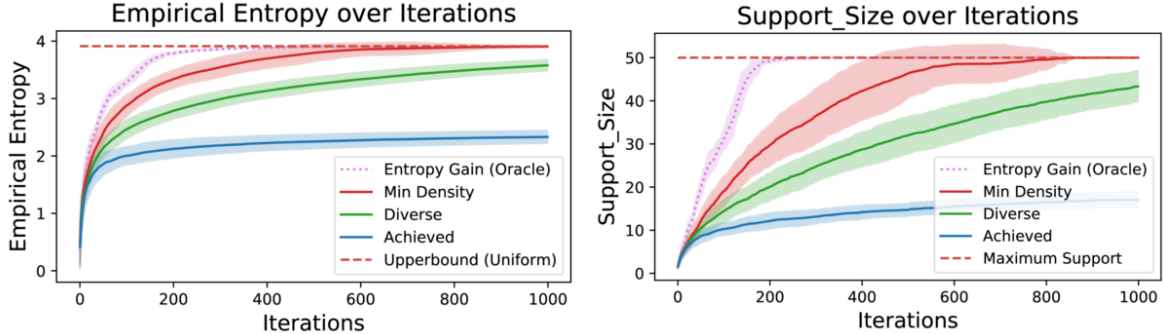 Empirical Entropy over Iterations
Empirical Entropy
4
3
2
1
0
Entropy Gain (Oracle)
Min Density
Diverse
Achieved
Upperbound (Uniform)
0 200 400 600 800 1000
Iterations
Support_Size over Iterations
Support_Size
50
40
30
20
10
0
Entropy Gain (Oracle)
Min Density
Diverse
Achieved
Maximum Support
0 200 400 600 800 1000
Iterations